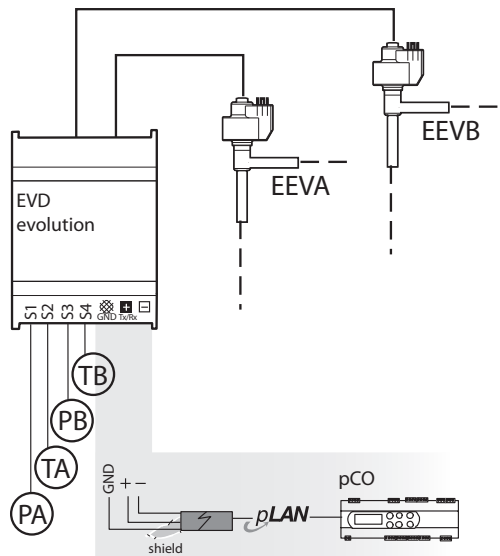 EEVB
EEVA
EVD
evolution
S1 S2 S3 S4 GND Tx/Rx
TB
PB
TA
PA
GND + –
shield
pLAN
pCO